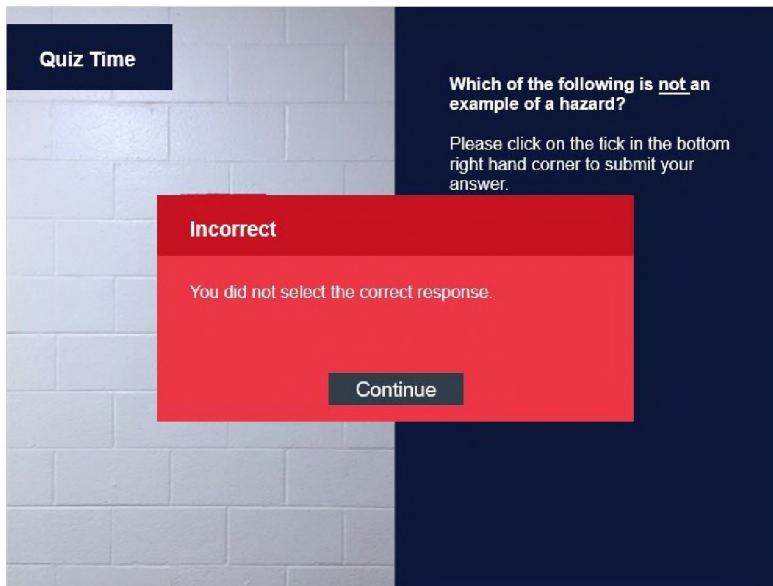 Quiz Time
Which of the following is not an
example of a hazard?
Please click on the tick in the bottom
right hand corner to submit your
answer.
Incorrect
You did not select the correct response.
Continue